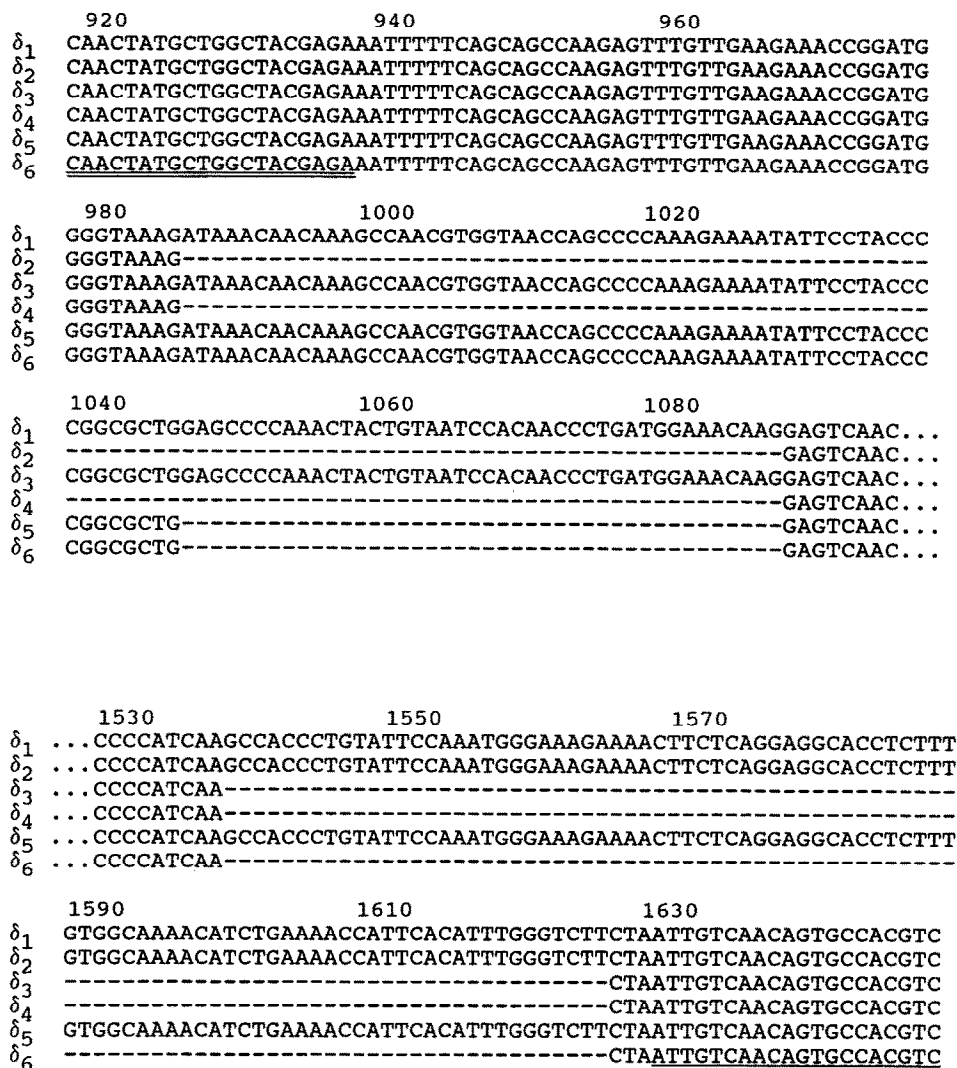 920 940 960
δ1 CAACTATGCTGGCTACGAGAAATTTTTCAGCAGCCAAGAGTTTGTTGAAGAAACCGGATG
δ2 CAACTATGCTGGCTACGAGAAATTTTTCAGCAGCCAAGAGTTTGTTGAAGAAACCGGATG
δ3 CAACTATGCTGGCTACGAGAAATTTTTCAGCAGCCAAGAGTTTGTTGAAGAAACCGGATG
δ4 CAACTATGCTGGCTACGAGAAATTTTTCAGCAGCCAAGAGTTTGTTGAAGAAACCGGATG
δ5 CAACTATGCTGGCTACGAGAAATTTTTCAGCAGCCAAGAGTTTGTTGAAGAAACCGGATG
δ6 CAACTATGCTGGCTACGAGAAATTTTTCAGCAGCCAAGAGTTTGTTGAAGAAACCGGATG
980 1000 1020
δ1 GGGTAAAGATAAACAACAAAGCCAACGTGGTAACCAGCCCCAAAGAAAATATTCCTACCC
δ2 GGGTAAAG----------------------------------------------------
δ3 GGGTAAAGATAAACAACAAAGCCAACGTGGTAACCAGCCCCAAAGAAAATATTCCTACCC
δ4 GGGTAAAG----------------------------------------------------
δ5 GGGTAAAGATAAACAACAAAGCCAACGTGGTAACCAGCCCCAAAGAAAATATTCCTACCC
δ6 GGGTAAAGATAAACAACAAAGCCAACGTGGTAACCAGCCCCAAAGAAAATATTCCTACCC
1040 1060 1080
δ1 CGGCGCTGGAGCCCCAAACTACTGTAATCCACAACCCTGATGGAAACAAGGAGTCAAC...
δ2 --------------------------------------------------GAGTCAAC...
δ3 CGGCGCTGGAGCCCCAAACTACTGTAATCCACAACCCTGATGGAAACAAGGAGTCAAC...
δ4 --------------------------------------------------GAGTCAAC...
δ5 CGGCGCTG------------------------------------------GAGTCAAC...
δ6 CGGCGCTG------------------------------------------GAGTCAAC...
1530 1550 1570
δ1 ...CCCCATCAAGCCACCCTGTATTCCAAATGGGAAAGAAAACTTCTCAGGAGGCACCTCTTT
δ2 ...CCCCATCAAGCCACCCTGTATTCCAAATGGGAAAGAAAACTTCTCAGGAGGCACCTCTTT
δ3 ...CCCCATCAA---------------------------------------------------
δ4 ...CCCCATCAA---------------------------------------------------
δ5 ...CCCCATCAAGCCACCCTGTATTCCAAATGGGAAAGAAAACTTCTCAGGAGGCACCTCTTT
δ6 ...CCCCATCAA---------------------------------------------------
1590 1610 1630
δ1 GTGGCAAAACATCTGAAAACCATTCACATTTGGGTCTTCTAATTGTCAACAGTGCCACGTC
δ2 GTGGCAAAACATCTGAAAACCATTCACATTTGGGTCTTCTAATTGTCAACAGTGCCACGTC
δ3 --------------------------------------CTAATTGTCAACAGTGCCACGTC
δ4 --------------------------------------CTAATTGTCAACAGTGCCACGTC
δ5 GTGGCAAAACATCTGAAAACCATTCACATTTGGGTCTTCTAATTGTCAACAGTGCCACGTC
δ6 --------------------------------------CTAATTGTCAACAGTGCCACGTC